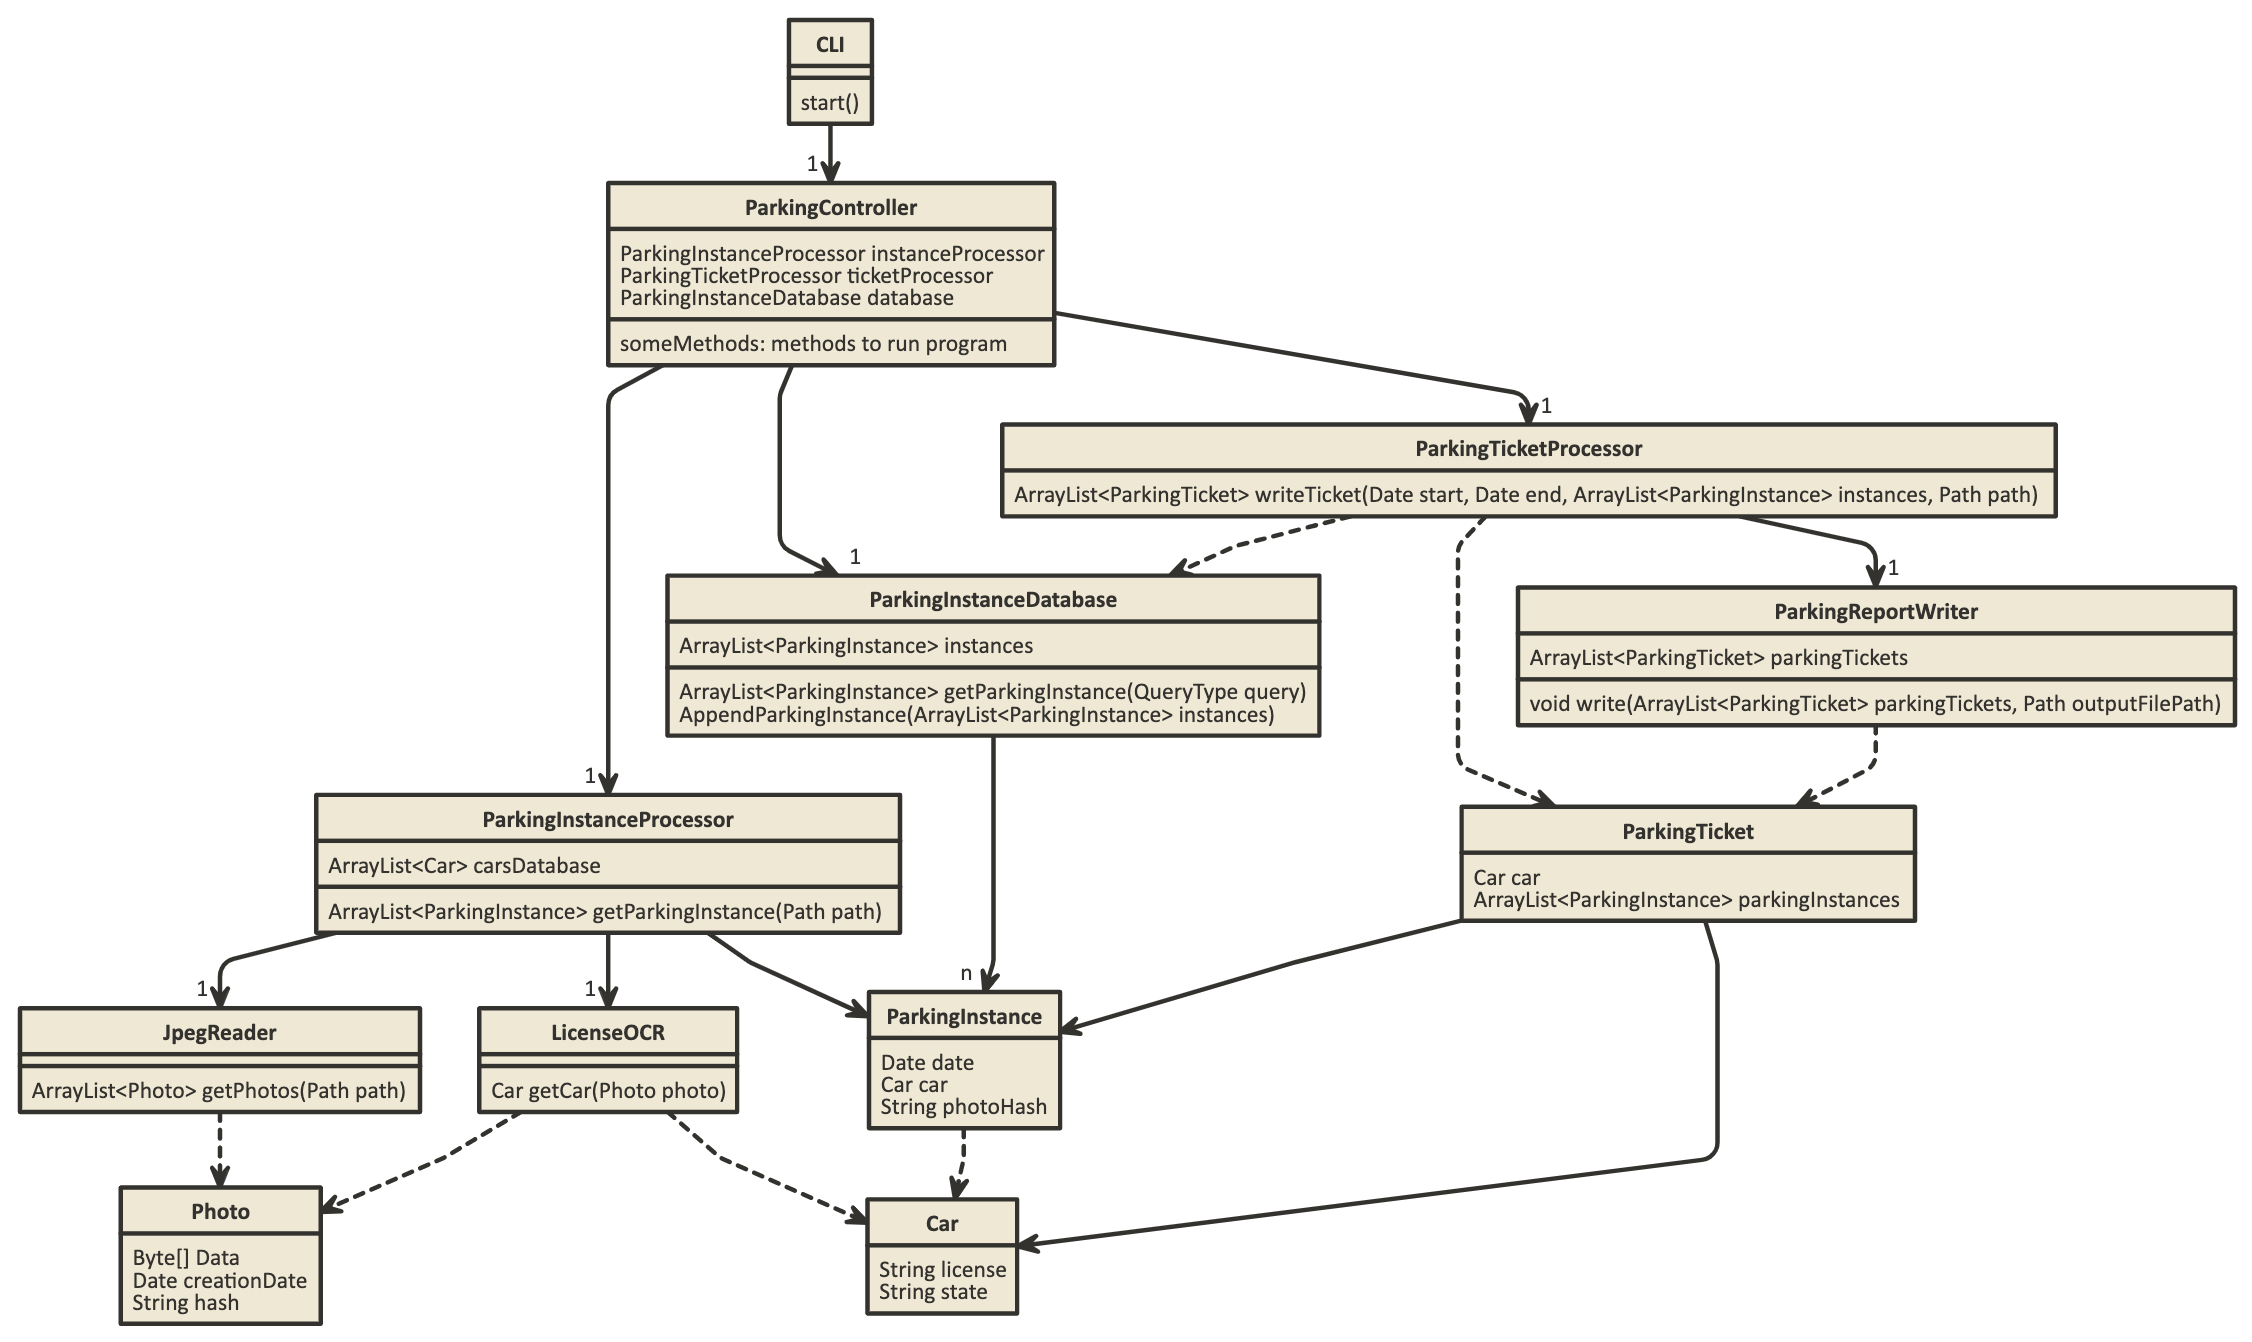 CLI
start()
1
ParkingController
ParkingInstanceProcessor instanceProcessor
ParkingTicketProcessor ticketProcessor
ParkingInstanceDatabase database
someMethods: methods to run program
1
ParkingTicketProcessor
ArrayList<ParkingTicket> writeTicket(Date start, Date end, ArrayList<ParkingInstance> instances, Path path)
1
ParkingInstanceDatabase
ArrayList<ParkingInstance> instances
ArrayList<ParkingInstance> getParkingInstance(QueryType query)
AppendParkingInstance(ArrayList<ParkingInstance> instances)
1
ParkingReportWriter
ArrayList<ParkingTicket> parkingTickets
void write(ArrayList<ParkingTicket> parkingTickets, Path outputFilePath)
1
ParkingInstanceProcessor
ArrayList<Car> carsDatabase
ArrayList<ParkingInstance> getParkingInstance(Path path)
ParkingTicket
Car car
ArrayList<ParkingInstance> parkingInstances
1
JpegReader
ArrayList<Photo> getPhotos(Path path)
1
LicenseOCR
Car getCar(Photo photo)
n
ParkingInstance
Date date
Car car
String photoHash
Photo
Byte[] Data
Date creationDate
String hash
Car
String license
String state